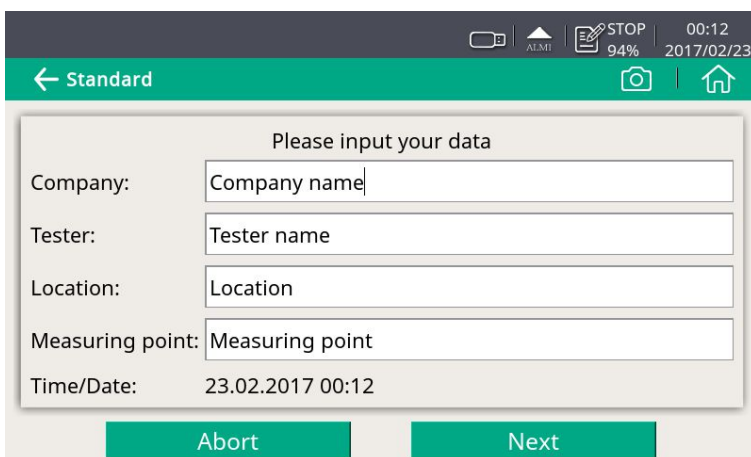 STOP 00:12
ALMI 94% 2017/02/23
Standard
Please input your data
Company: Company name
Tester: Tester name
Location: Location
Measuring point: Measuring point
Time/Date: 23.02.2017 00:12
Abort Next